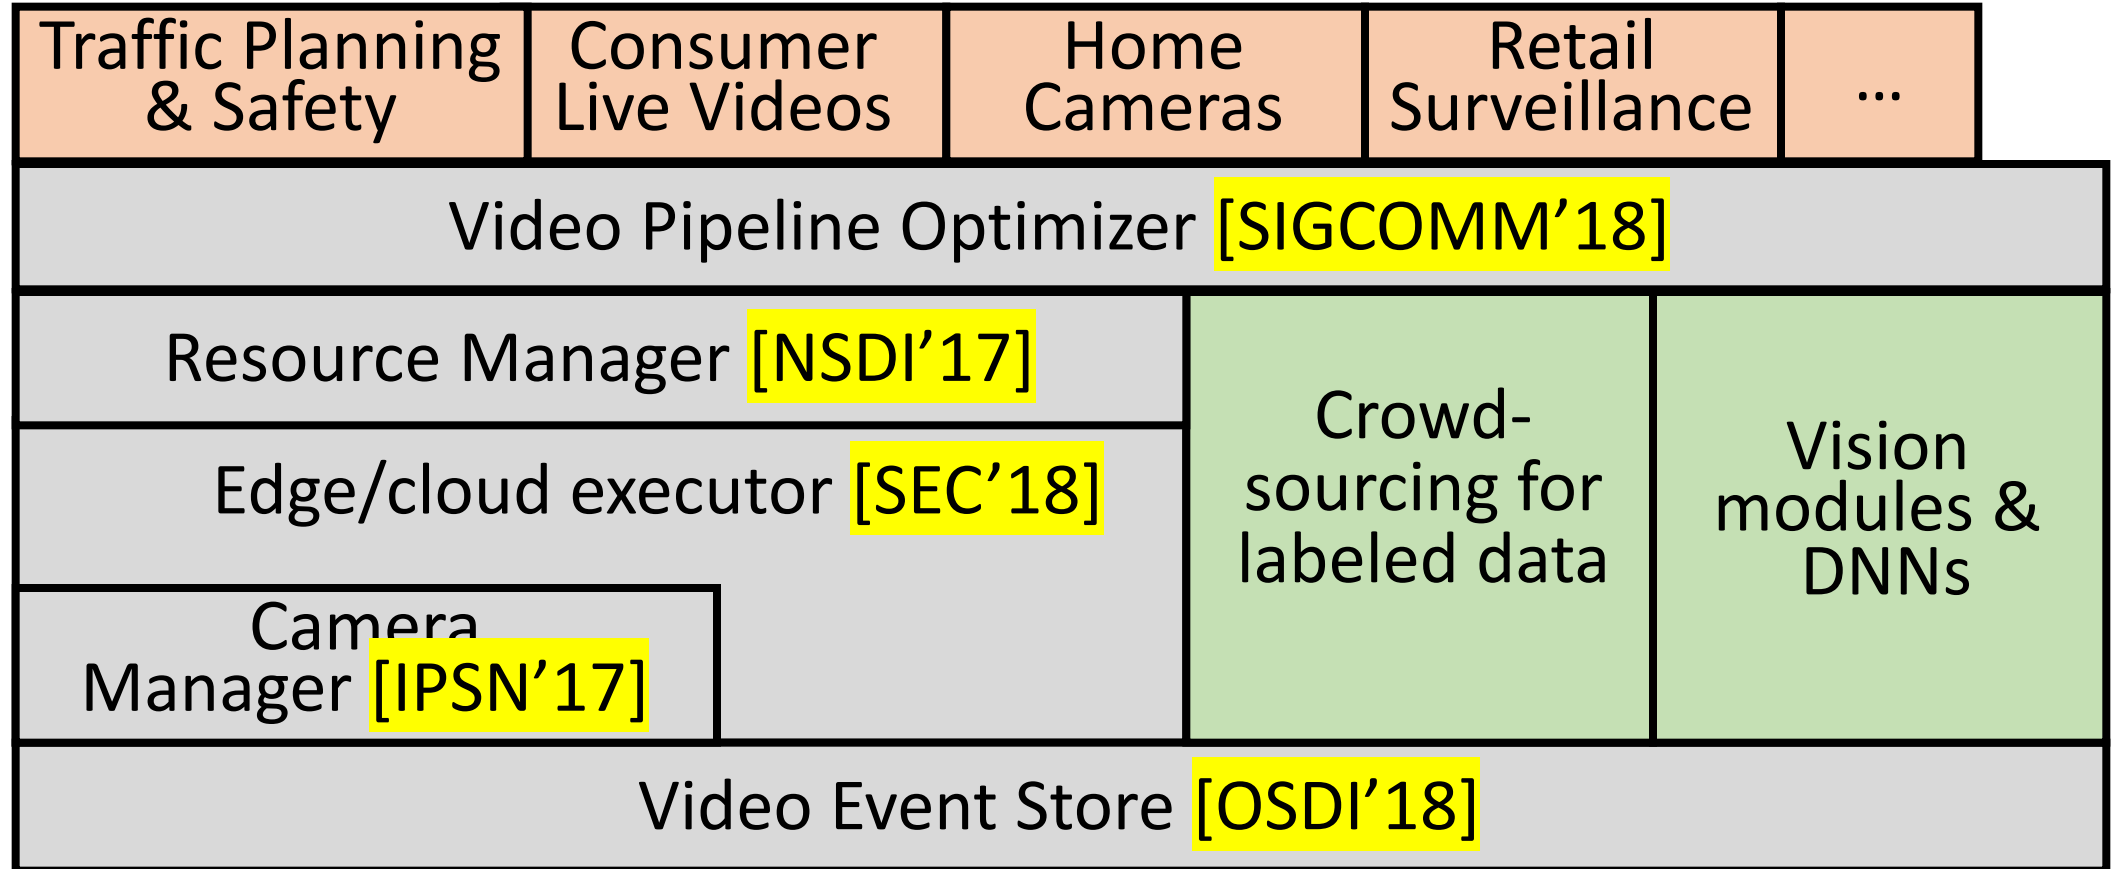 Traffic Planning
& Safety
Consumer
Live Videos
Home
Cameras
Retail
Surveillance
...
Video Pipeline Optimizer [SIGCOMM’18]
Resource Manager [NSDI’17]
Edge/cloud executor [SEC’18]
Camera
Manager [IPSN’17]
Crowd-
sourcing for
labeled data
Vision
modules &
DNNs
Video Event Store [OSDI’18]